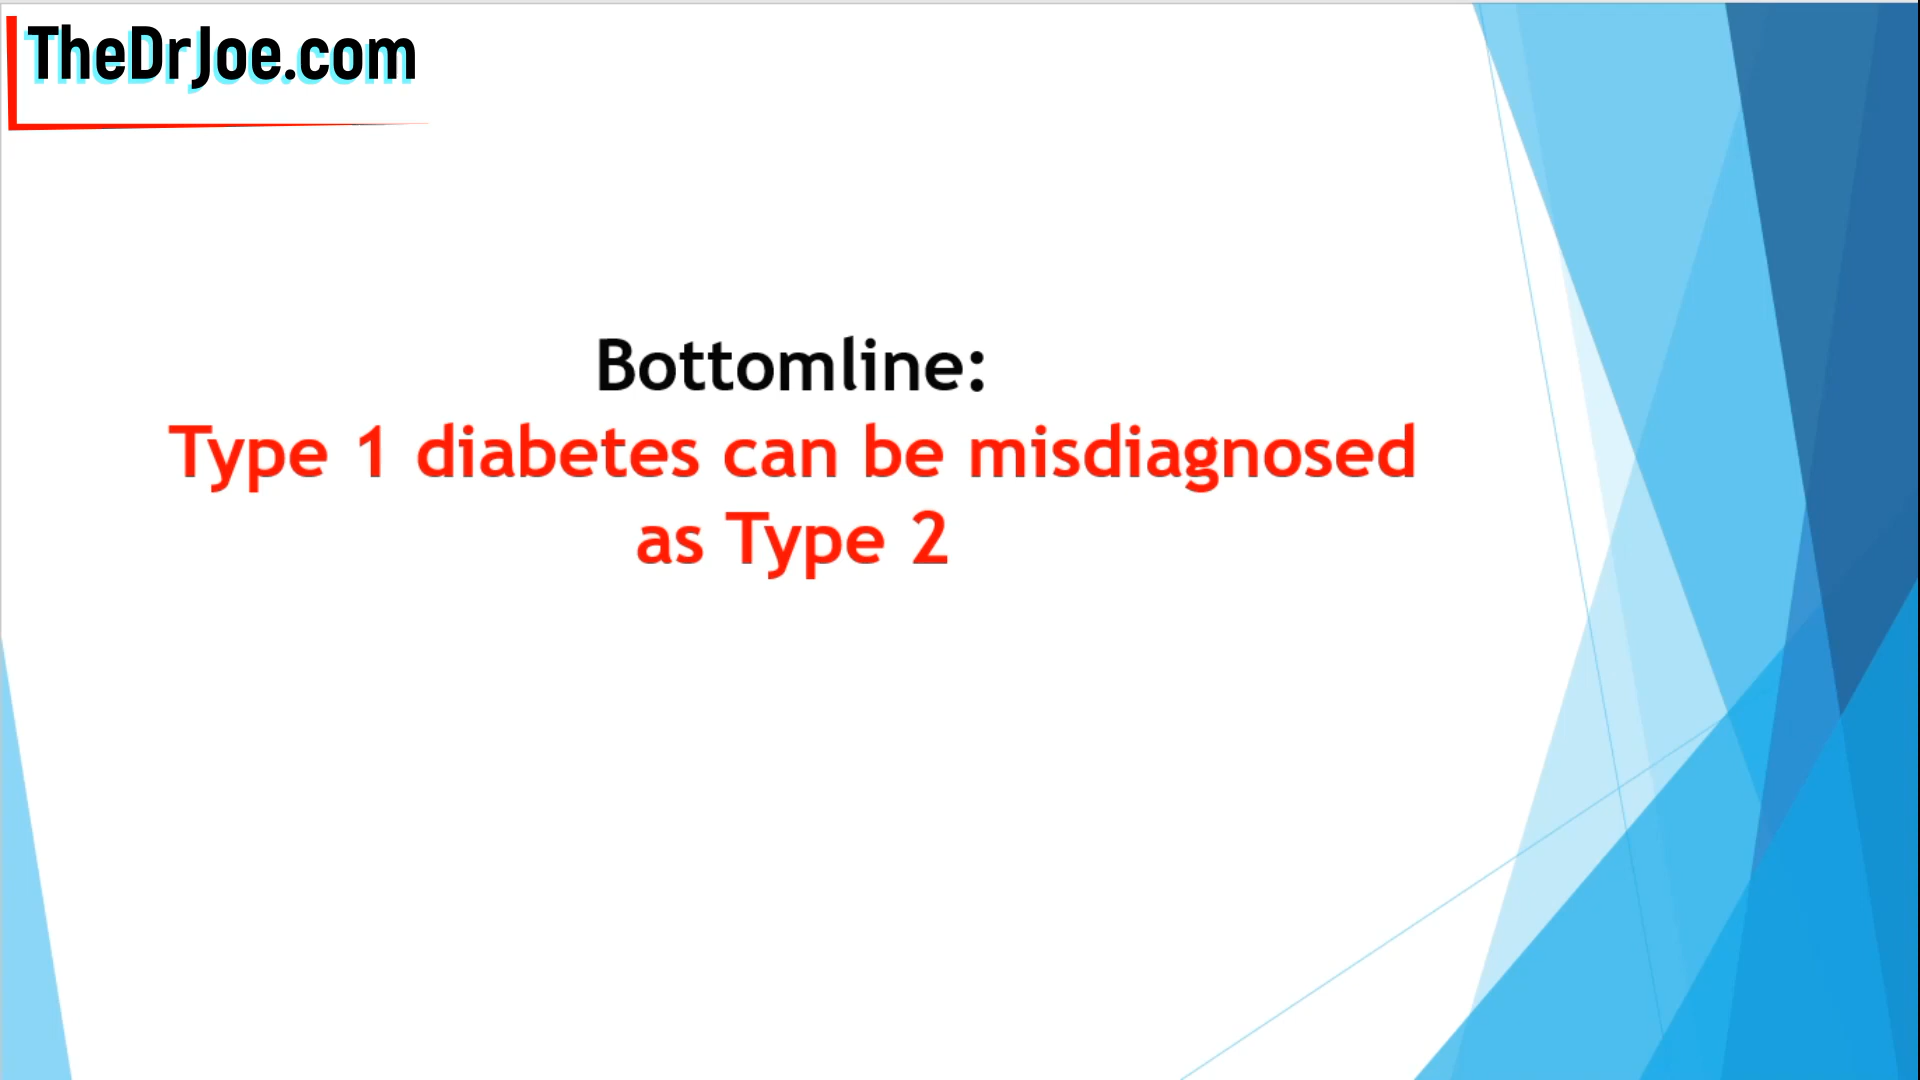 TheDrJoe.com
Bottomline:
Type 1 diabetes can be misdiagnosed
as Type 2